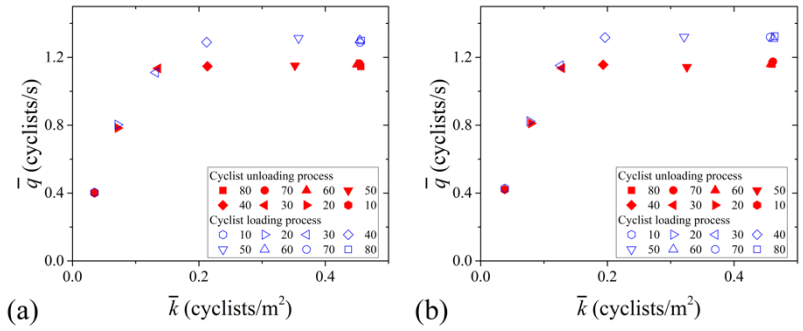 1.2
0.8
0.4
0.0
q̅ (cyclists/s)
Cyclist unloading process
80 70 60 50
40 30 20 10
Cyclist loading process
10 20 30 40
50 60 70 80
0.0 0.2 0.4
(a) k̅ (cyclists/m²)
1.2
0.8
0.4
0.0
q̅ (cyclists/s)
Cyclist unloading process
80 70 60 50
40 30 20 10
Cyclist loading process
10 20 30 40
50 60 70 80
0.0 0.2 0.4
(b) k̅ (cyclists/m²)